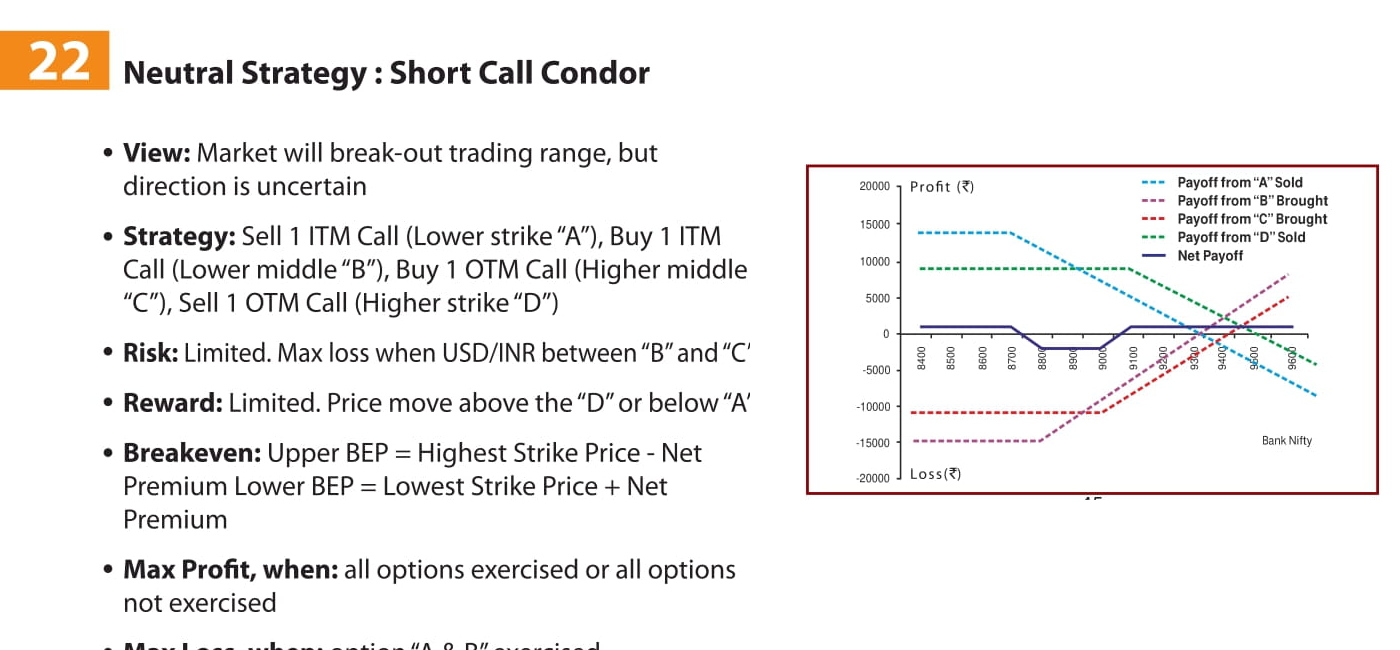 22
Neutral Strategy : Short Call Condor
• View: Market will break-out trading range, but
direction is uncertain
• Strategy: Sell 1 ITM Call (Lower strike “A”), Buy 1 ITM
Call (Lower middle “B”), Buy 1 OTM Call (Higher middle
“C”), Sell 1 OTM Call (Higher strike “D”)
• Risk: Limited. Max loss when USD/INR between “B” and “C’
• Reward: Limited. Price move above the “D” or below “A’
• Breakeven: Upper BEP = Highest Strike Price - Net
Premium Lower BEP = Lowest Strike Price + Net
Premium
• Max Profit, when: all options exercised or all options
not exercised
• Max Loss, when: option “A & B” exercised
Profit (₹)
20000
15000
10000
5000
0
-5000
-10000
-15000
-20000
Loss(₹)
Payoff from “A” Sold
Payoff from “B” Brought
Payoff from “C” Brought
Payoff from “D” Sold
Net Payoff
8400
8500
8600
8700
8800
8900
9000
9100
9200
9300
9400
9600
Bank Nifty